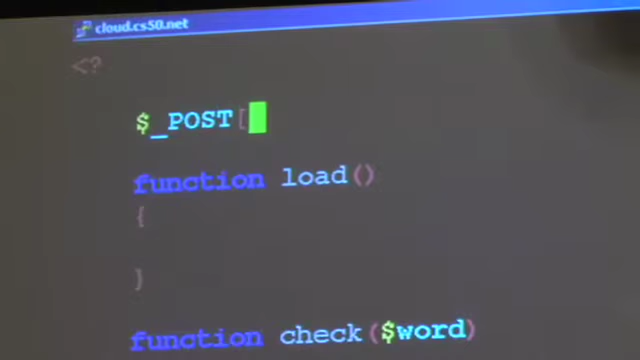 cloud.cs50.net
<?
$_POST[
function load()
{
}
function check($word)